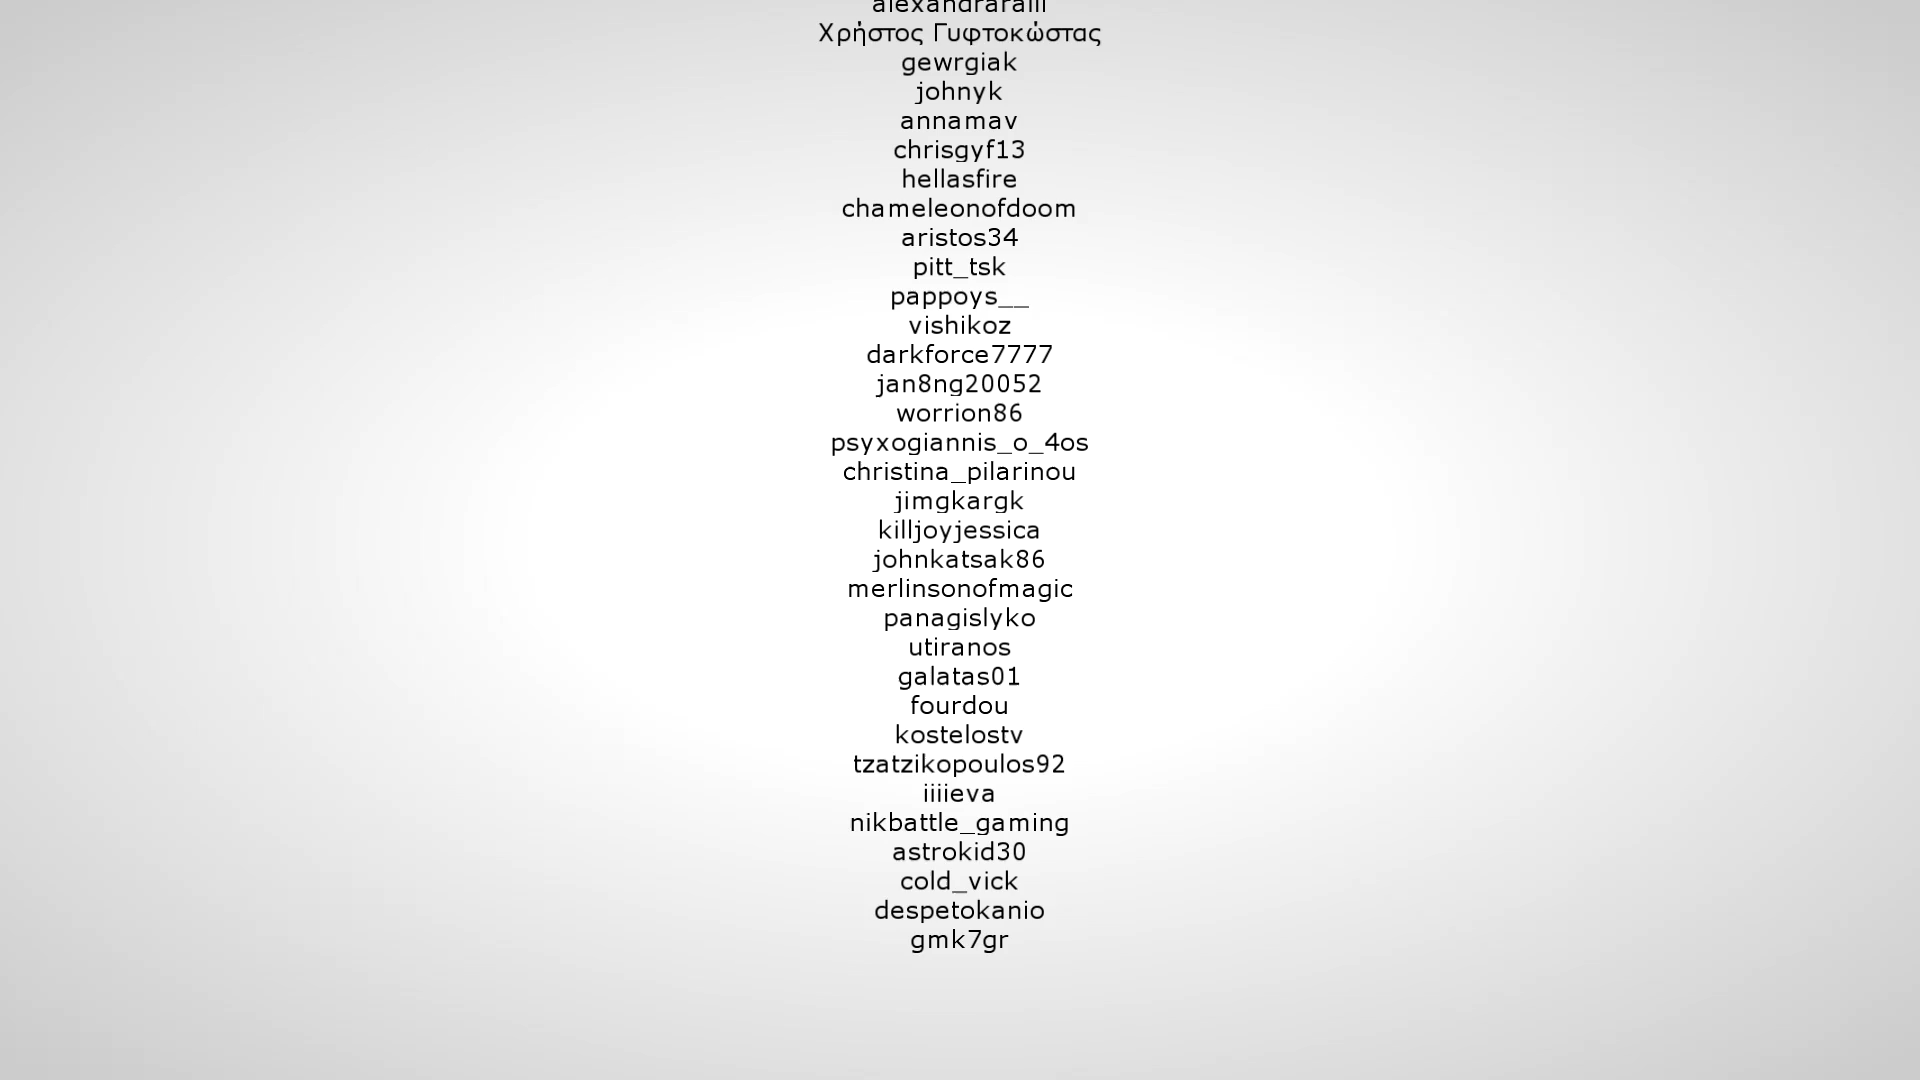 Χρήστος Γυφτοκώστας
gewrgiak
johnyk
annamav
chrisgyf13
hellasfire
chameleonofdoom
aristos34
pitt_tsk
pappoys__
vishikoz
darkforce7777
jan8ng20052
worrion86
psyxogiannis_o_4os
christina_pilarinou
jimgkargk
killjoyjessica
johnkatsak86
merlinsonofmagic
panagislyko
utiranos
galatas01
fourdou
kostelostv
tzatzikopoulos92
iiiieva
nikbattle_gaming
astrokid30
cold_vick
despetokanio
gmk7gr